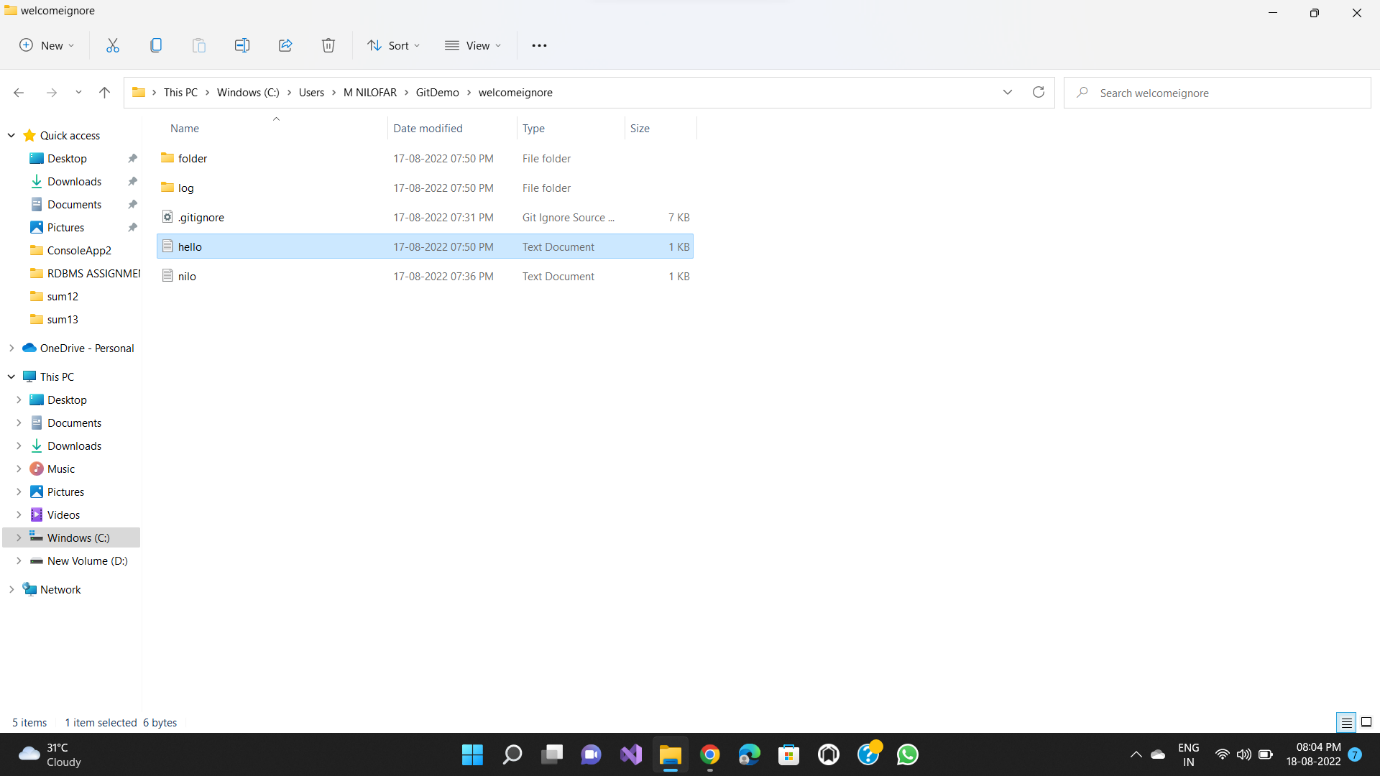 welcomeignore
New
Sort
View
This PC > Windows (C:) > Users > M NILOFAR > GitDemo > welcomeignore
Search welcomeignore
Name Date modified Type Size
folder 17-08-2022 07:50 PM File folder
log 17-08-2022 07:50 PM File folder
.gitignore 17-08-2022 07:31 PM Git Ignore Source ... 7 KB
hello 17-08-2022 07:50 PM Text Document 1 KB
nilo 17-08-2022 07:36 PM Text Document 1 KB
Quick access
Desktop
Downloads
Documents
Pictures
ConsoleApp2
RDBMS ASSIGNME
sum12
sum13
OneDrive - Personal
This PC
Desktop
Documents
Downloads
Music
Pictures
Videos
Windows (C:)
New Volume (D:)
Network
5 items 1 item selected 6 bytes
31°C
Cloudy
ENG
IN
08:04 PM
18-08-2022
7